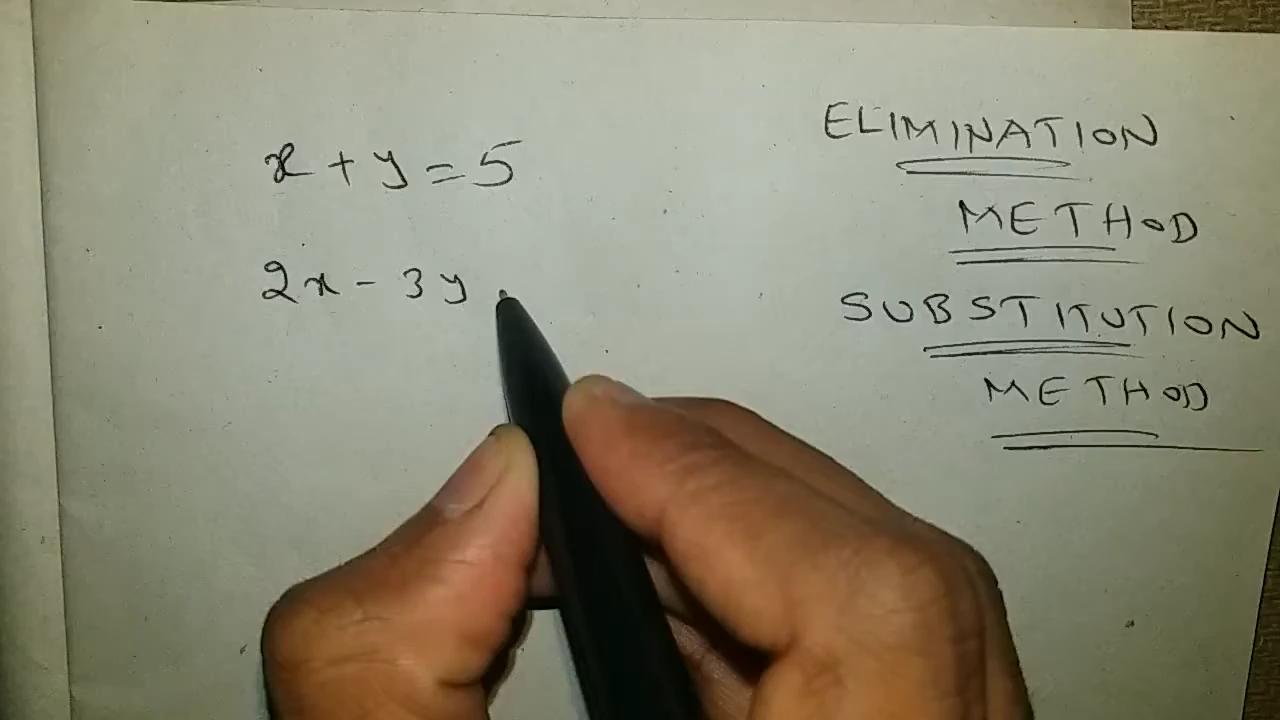 x + y = 5
2x - 3y
ELIMINATION
METHOD
SUBSTITUTION
METHOD